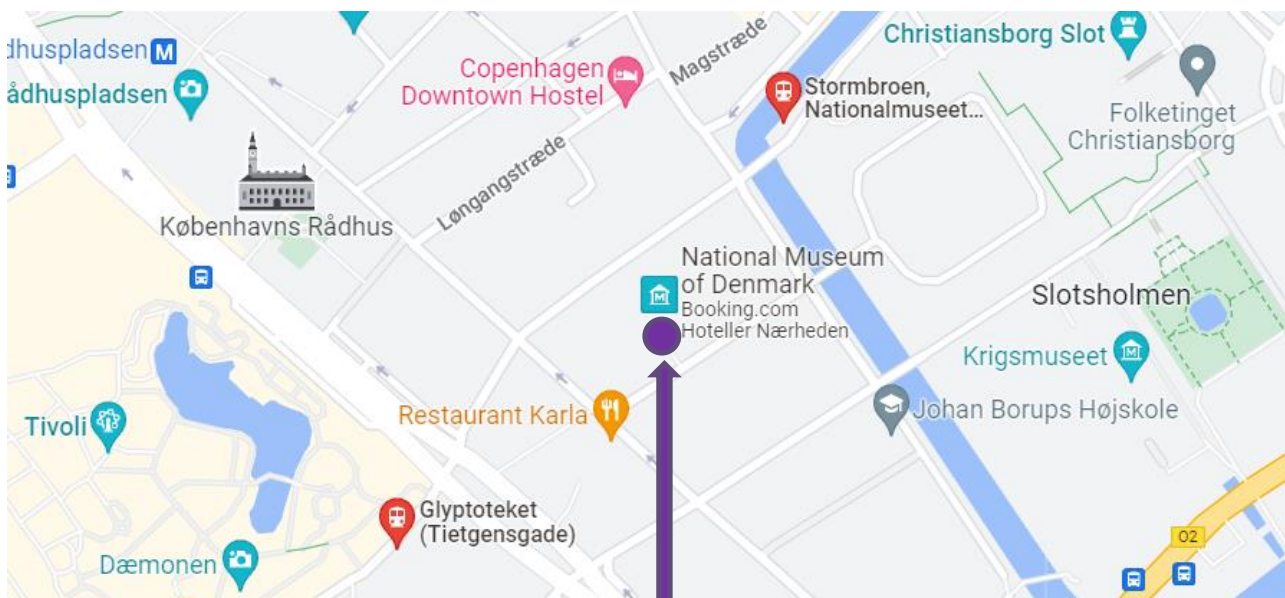 Christiansborg Slot
dhuspladsen M
ådhuspladsen
Copenhagen
Downtown Hostel
Magstræde
Stormbroen,
Nationalmuseet...
Folketinget
Christiansborg
Løngangstræde
Københavns Rådhus
National Museum
of Denmark
Booking.com
Hoteller Nærheden
Slotsholmen
Krigsmuseet
Restaurant Karla
Johan Borups Højskole
Tivoli
Glyptoteket
(Tietgensgade)
Dæmonen
O2